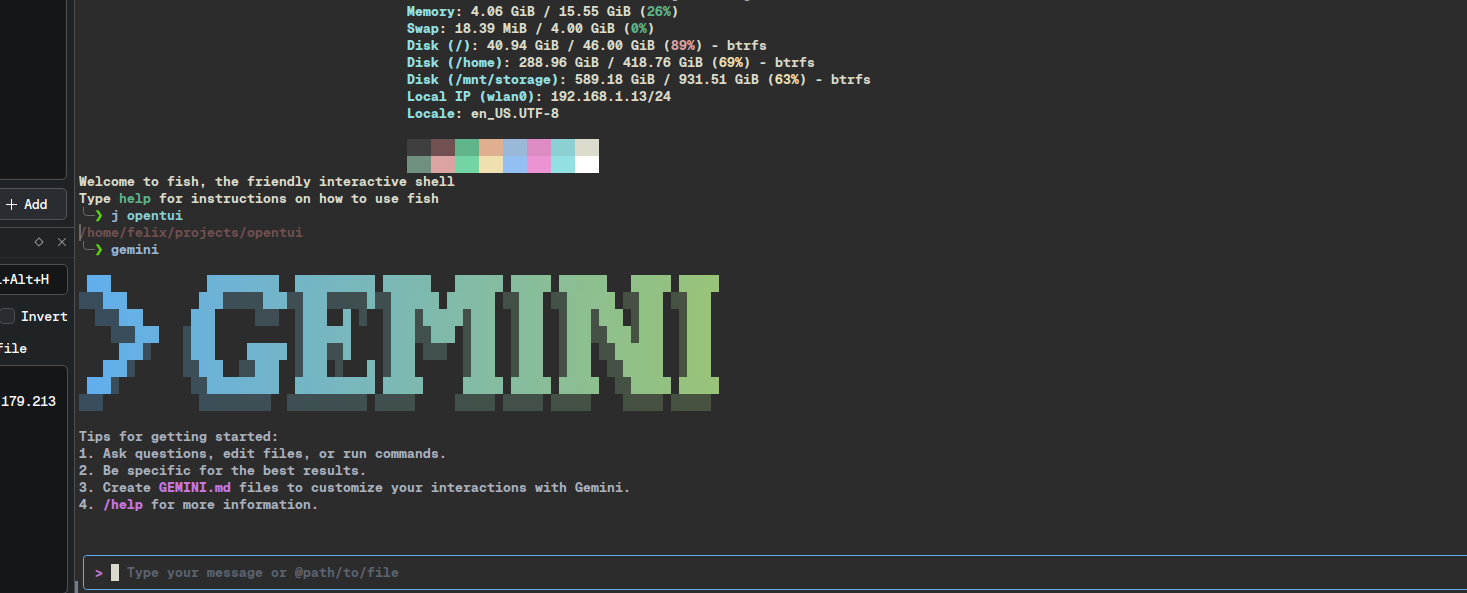 Memory: 4.06 GiB / 15.55 GiB (26%)
Swap: 18.39 MiB / 4.00 GiB (0%)
Disk (/): 40.94 GiB / 46.00 GiB (89%) - btrfs
Disk (/home): 288.96 GiB / 418.76 GiB (69%) - btrfs
Disk (/mnt/storage): 589.18 GiB / 931.51 GiB (63%) - btrfs
Local IP (wlan0): 192.168.1.13/24
Locale: en_US.UTF-8
Welcome to fish, the friendly interactive shell
+ Add
Type help for instructions on how to use fish
❯ j opentui
/home/felix/projects/opentui
❯ gemini
.+Alt+H
> GEMINI
Invert
file
179.213
Tips for getting started:
1. Ask questions, edit files, or run commands.
2. Be specific for the best results.
3. Create GEMINI.md files to customize your interactions with Gemini.
4. /help for more information.
> Type your message or @path/to/file